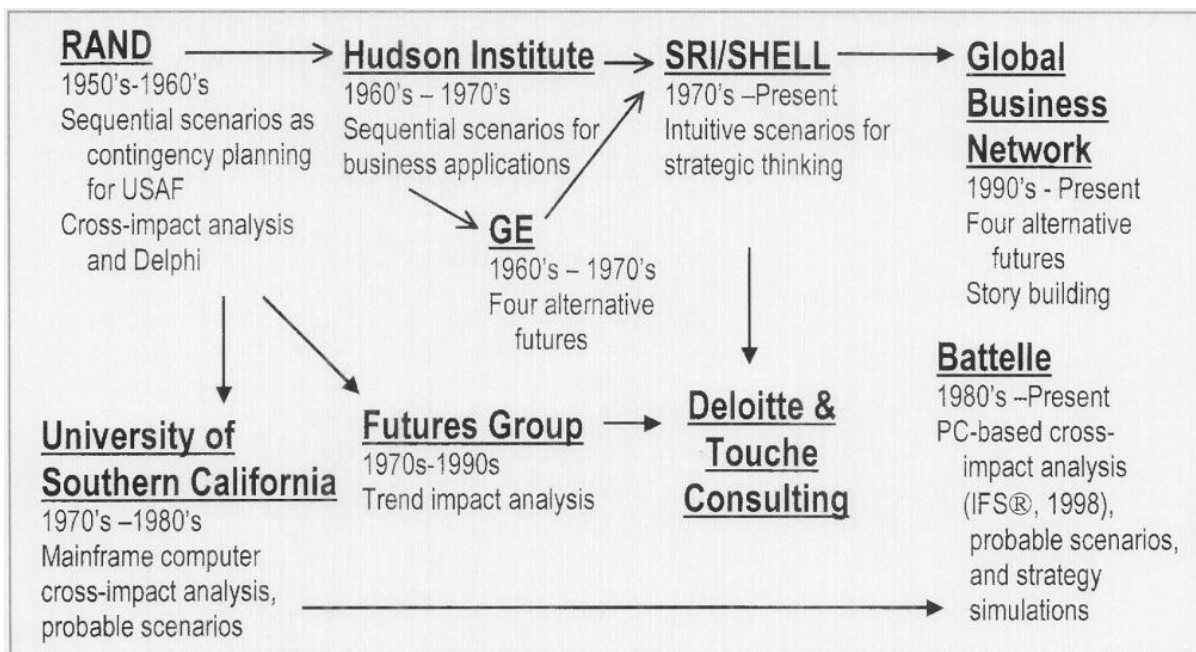 RAND
1950's-1960's
Sequential scenarios as
contingency planning
for USAF
Cross-impact analysis
and Delphi
Hudson Institute
1960's – 1970's
Sequential scenarios for
business applications
GE
1960's – 1970's
Four alternative
futures
SRI/SHELL
1970's –Present
Intuitive scenarios for
strategic thinking
Global
Business
Network
1990's - Present
Four alternative
futures
Story building
University of
Southern California
1970's –1980's
Mainframe computer
cross-impact analysis,
probable scenarios
Futures Group
1970s-1990s
Trend impact analysis
Deloitte &
Touche
Consulting
Battelle
1980's –Present
PC-based cross-
impact analysis
(IFS®, 1998),
probable scenarios,
and strategy
simulations